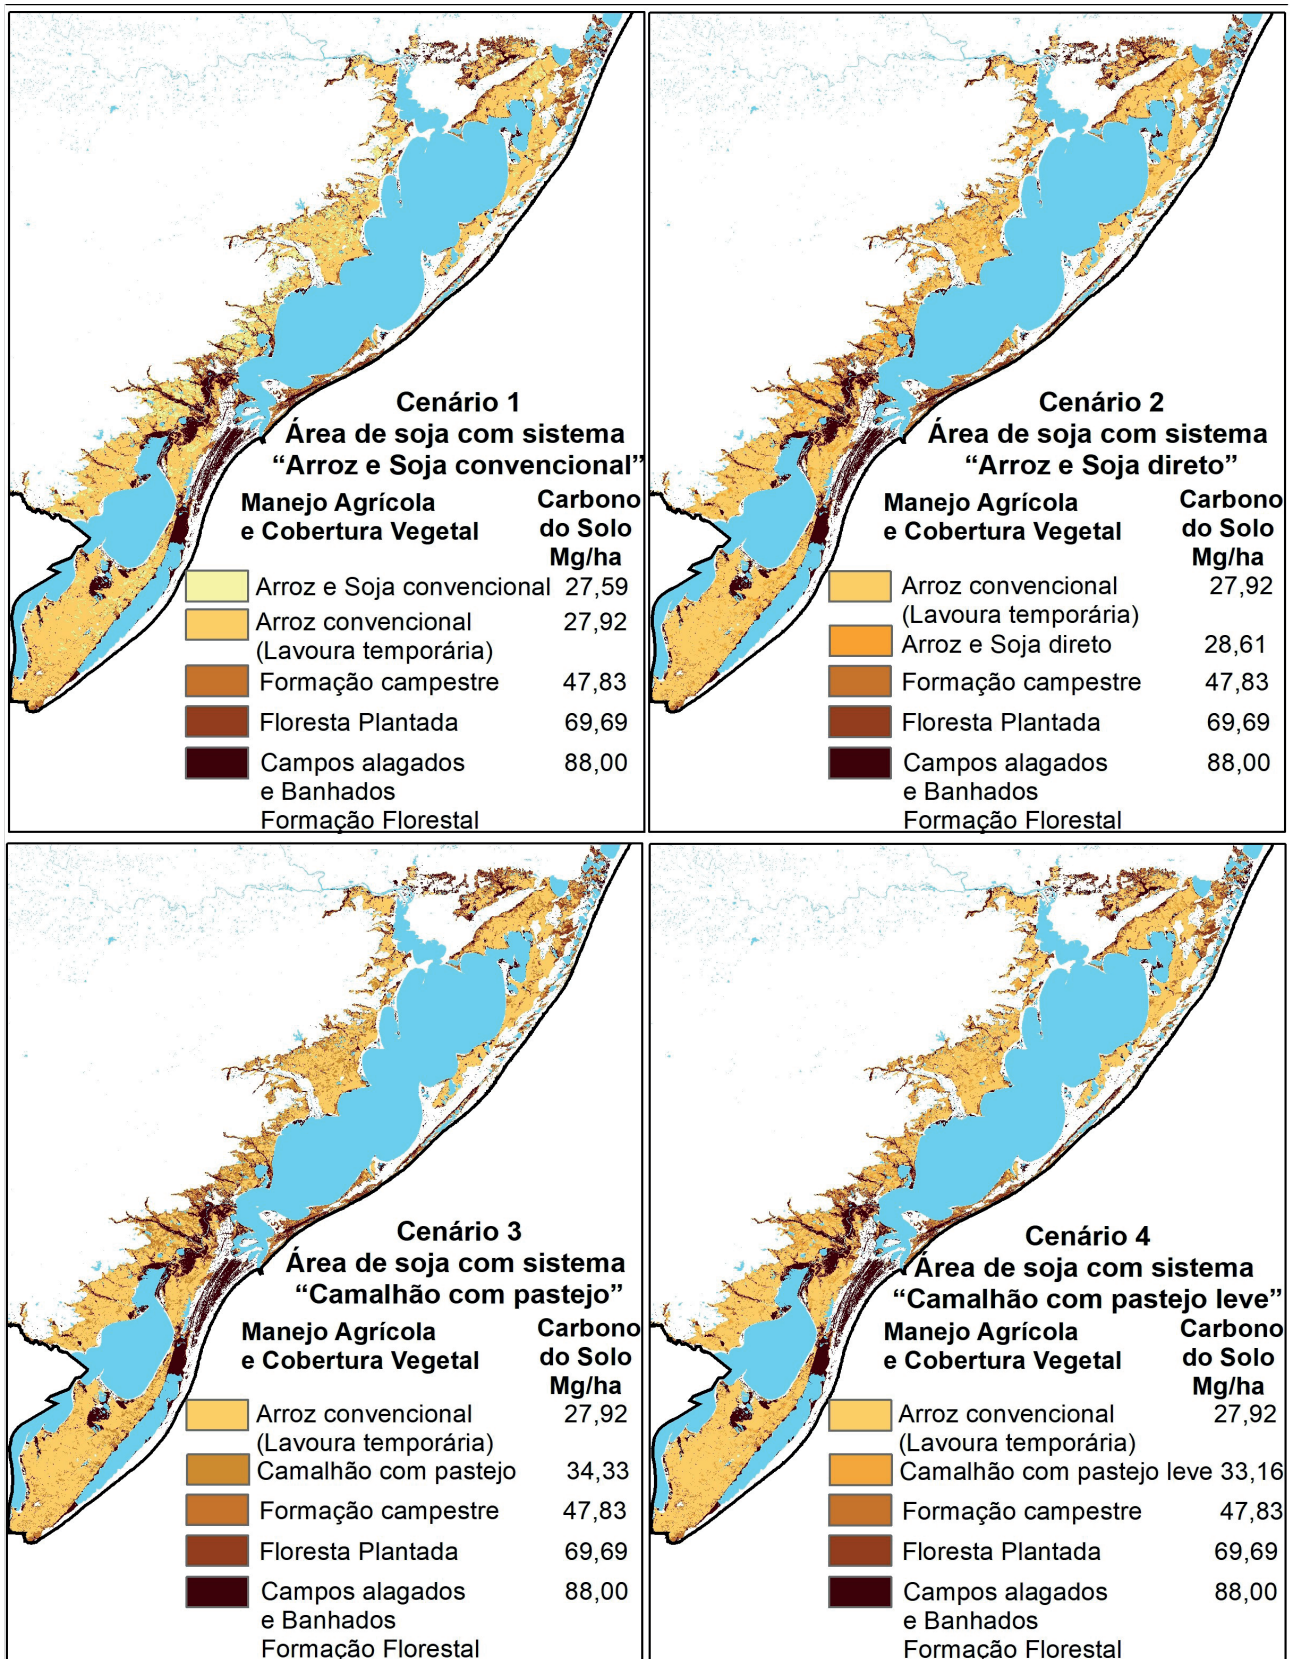 Cenário 1
Área de soja com sistema
“Arroz e Soja convencional”
Manejo Agrícola
e Cobertura Vegetal
Carbono
do Solo
Mg/ha
Arroz e Soja convencional 27,59
Arroz convencional 27,92
(Lavoura temporária)
Formação campestre 47,83
Floresta Plantada 69,69
Campos alagados 88,00
e Banhados
Formação Florestal
Cenário 2
Área de soja com sistema
“Arroz e Soja direto”
Manejo Agrícola
e Cobertura Vegetal
Carbono
do Solo
Mg/ha
Arroz convencional 27,92
(Lavoura temporária)
Arroz e Soja direto 28,61
Formação campestre 47,83
Floresta Plantada 69,69
Campos alagados 88,00
e Banhados
Formação Florestal
Cenário 3
Área de soja com sistema
“Camalhão com pastejo”
Manejo Agrícola
e Cobertura Vegetal
Carbono
do Solo
Mg/ha
Arroz convencional 27,92
(Lavoura temporária)
Camalhão com pastejo 34,33
Formação campestre 47,83
Floresta Plantada 69,69
Campos alagados 88,00
e Banhados
Formação Florestal
Cenário 4
Área de soja com sistema
“Camalhão com pastejo leve”
Manejo Agrícola
e Cobertura Vegetal
Carbono
do Solo
Mg/ha
Arroz convencional 27,92
(Lavoura temporária)
Camalhão com pastejo leve 33,16
Formação campestre 47,83
Floresta Plantada 69,69
Campos alagados 88,00
e Banhados
Formação Florestal